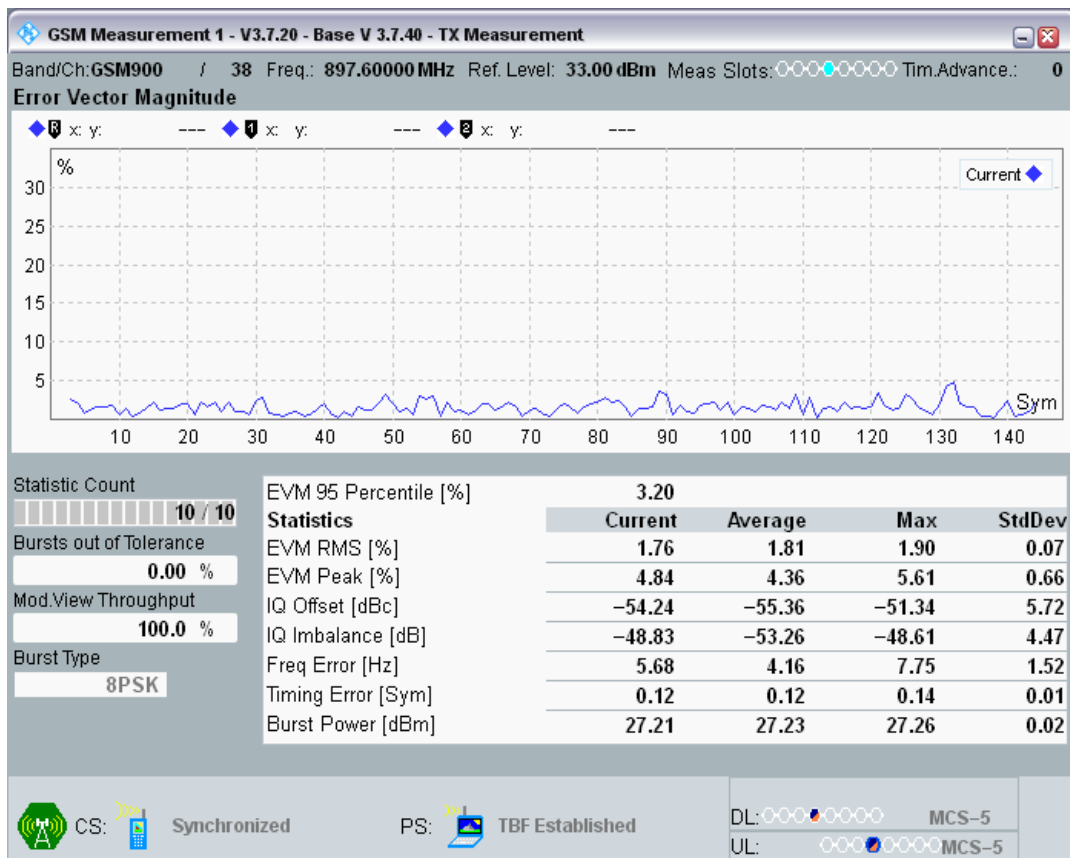 GSM Measurement 1 - V3.7.20 - Base V 3.7.40 - TX Measurement
Band/Ch:GSM900 / 38 Freq.: 897.60000 MHz Ref. Level: 33.00 dBm Meas Slots: Tim.Advance.: 0
Error Vector Magnitude
R x: y: --- 1 x: y: --- 2 x: y: ---
%
Current
30
25
20
15
10
5
Sym
10 20 30 40 50 60 70 80 90 100 110 120 130 140
Statistic Count
10 / 10
Bursts out of Tolerance
0.00 %
Mod.View Throughput
100.0 %
Burst Type
8PSK
EVM 95 Percentile [%] 3.20
Statistics Current Average Max StdDev
EVM RMS [%] 1.76 1.81 1.90 0.07
EVM Peak [%] 4.84 4.36 5.61 0.66
IQ Offset [dBc] −54.24 −55.36 −51.34 5.72
IQ Imbalance [dB] −48.83 −53.26 −48.61 4.47
Freq Error [Hz] 5.68 4.16 7.75 1.52
Timing Error [Sym] 0.12 0.12 0.14 0.01
Burst Power [dBm] 27.21 27.23 27.26 0.02
CS: Synchronized PS: TBF Established
DL: MCS−5
UL: MCS−5